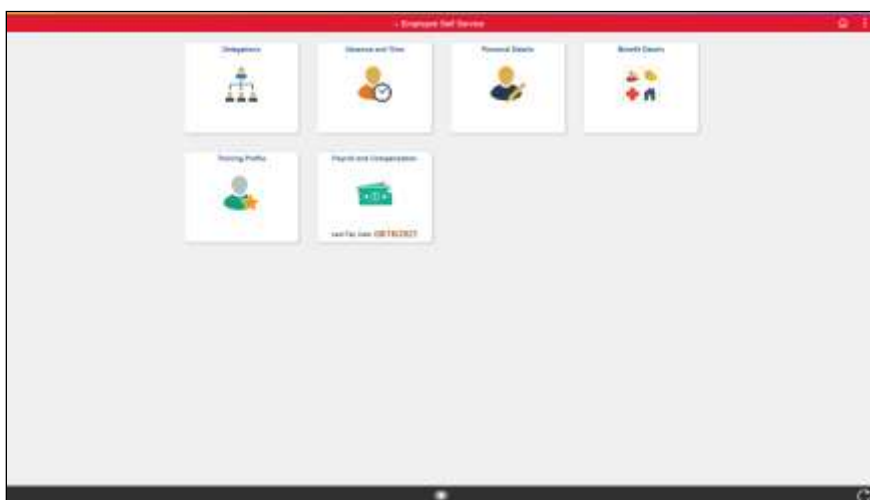 Employee Self Service
Delegations
Absence and Time
Personal Details
Benefit Details
Training Profile
Payroll and Compensation
Last Pay Date